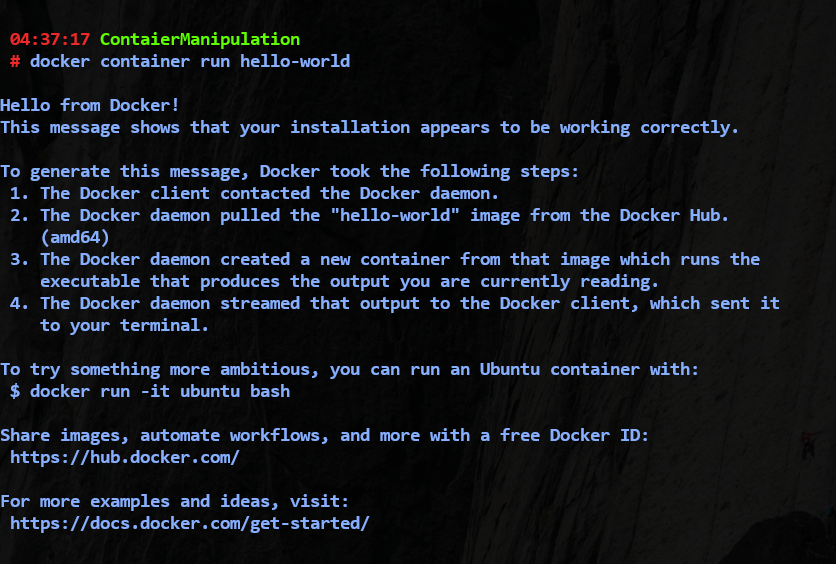 04:37:17 ContaierManipulation
# docker container run hello-world
Hello from Docker!
This message shows that your installation appears to be working correctly.
To generate this message, Docker took the following steps:
1. The Docker client contacted the Docker daemon.
2. The Docker daemon pulled the "hello-world" image from the Docker Hub.
(amd64)
3. The Docker daemon created a new container from that image which runs the
executable that produces the output you are currently reading.
4. The Docker daemon streamed that output to the Docker client, which sent it
to your terminal.
To try something more ambitious, you can run an Ubuntu container with:
$ docker run -it ubuntu bash
Share images, automate workflows, and more with a free Docker ID:
https://hub.docker.com/
For more examples and ideas, visit:
https://docs.docker.com/get-started/